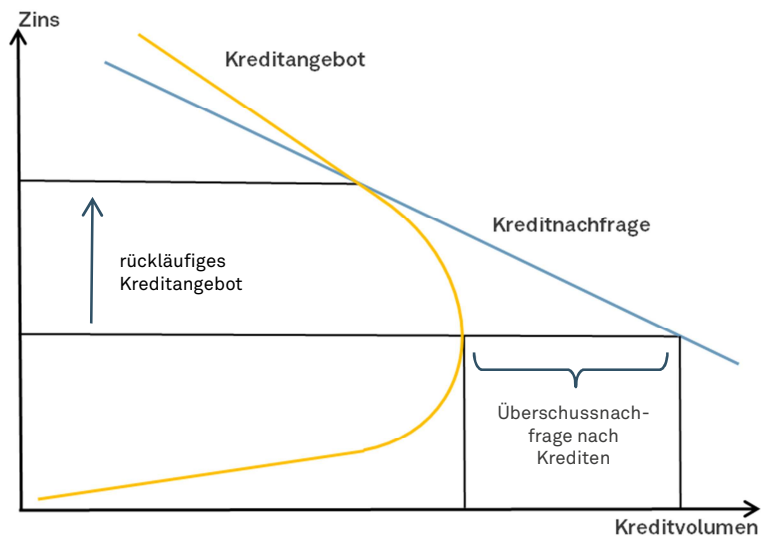 Zins
Kreditangebot
Kreditnachfrage
rückläufiges
Kreditangebot
Überschussnach-
frage nach
Krediten
Kreditvolumen